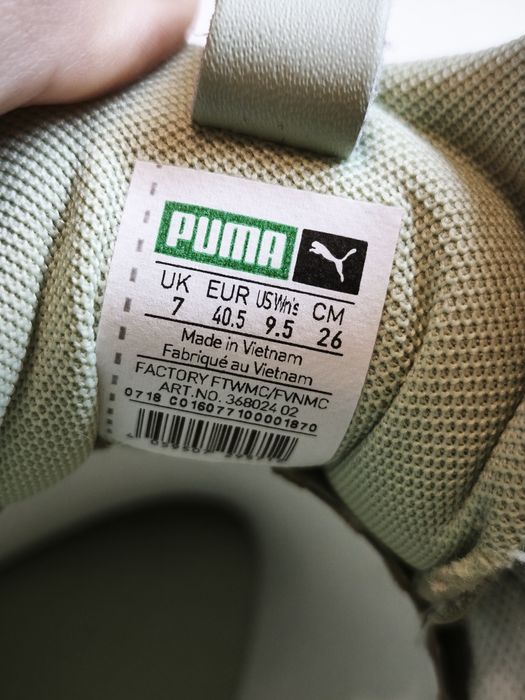 PUMA
UK EUR US Wn's CM
7 40.5 9.5 26
Made in Vietnam
Fabriqué au Vietnam
FACTORY FTWMC/FVNMC
ART.NO. 368024 02
0718 C016077100001870